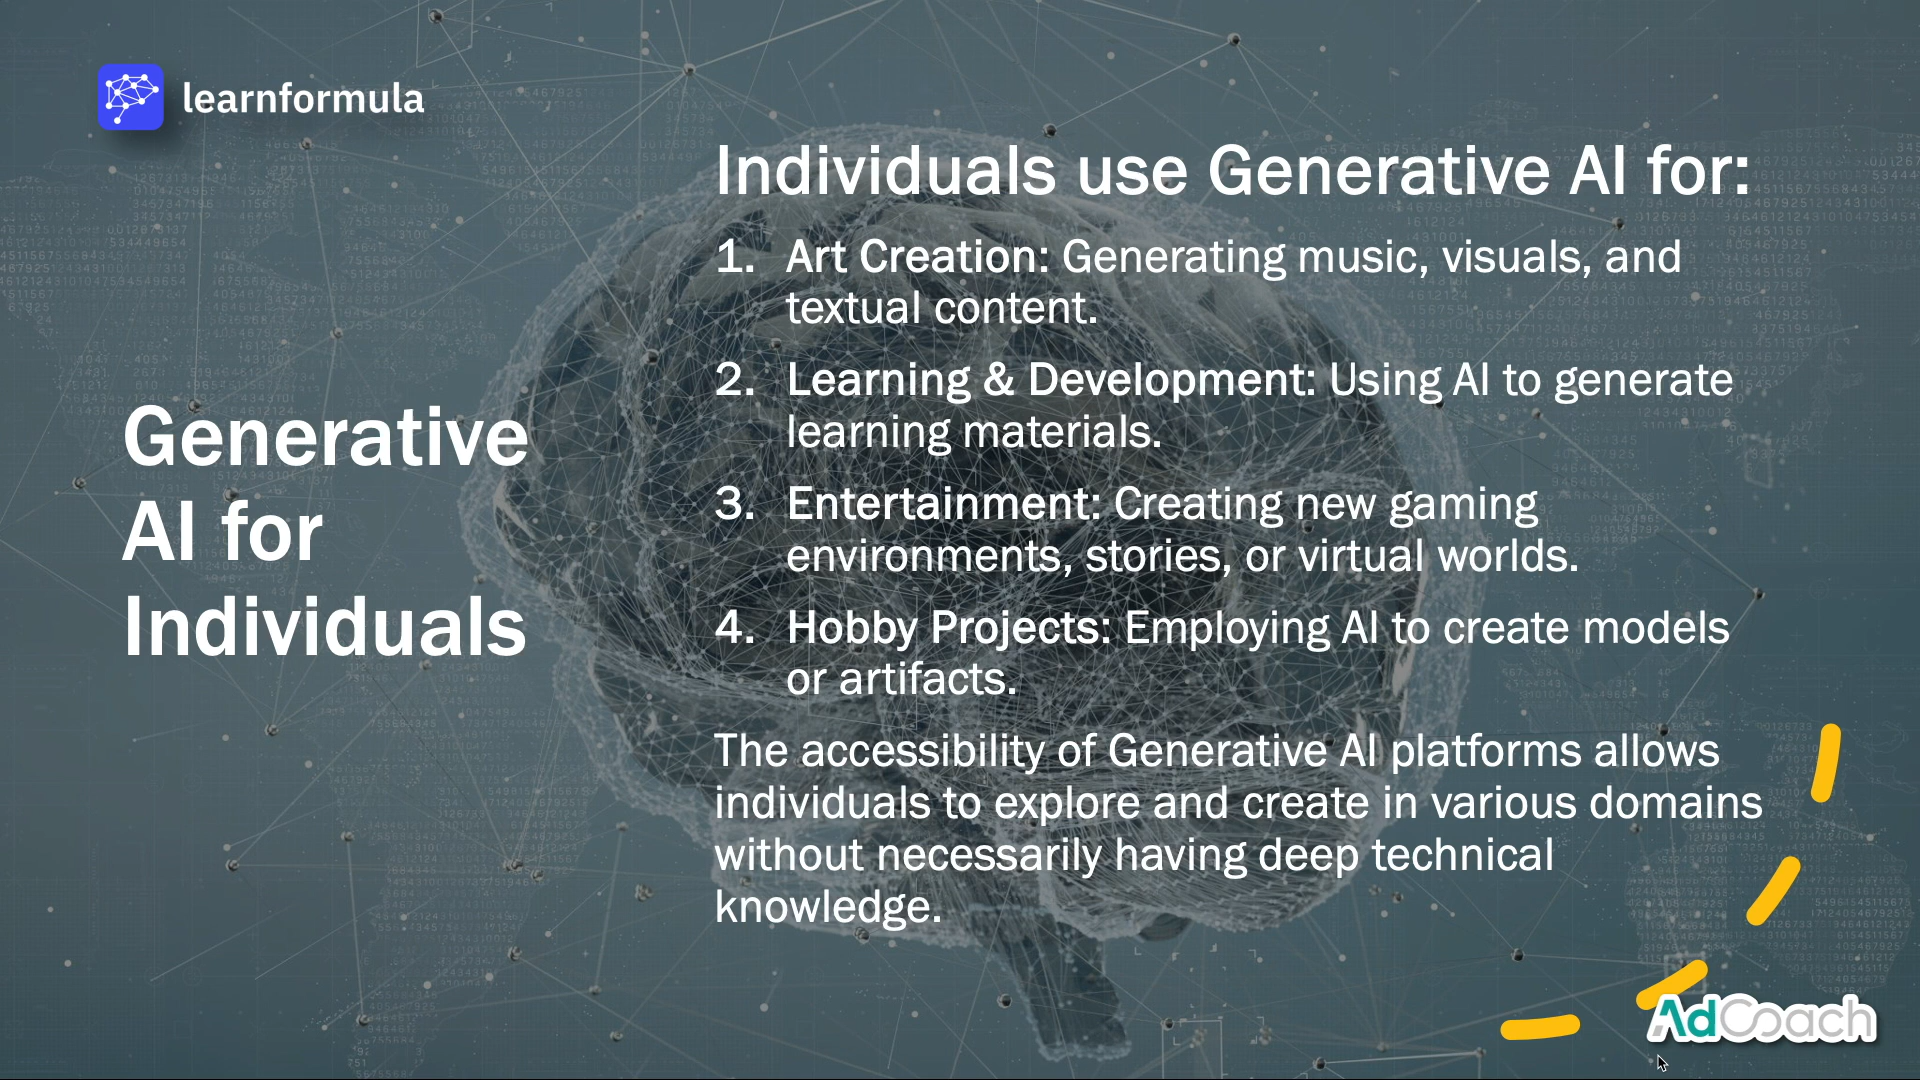 learnformula
Generative
AI for
Individuals
Individuals use Generative AI for:
1. Art Creation: Generating music, visuals, and
textual content.
2. Learning & Development: Using AI to generate
learning materials.
3. Entertainment: Creating new gaming
environments, stories, or virtual worlds.
4. Hobby Projects: Employing AI to create models
or artifacts.
The accessibility of Generative AI platforms allows
individuals to explore and create in various domains
without necessarily having deep technical
knowledge.
AdCoach